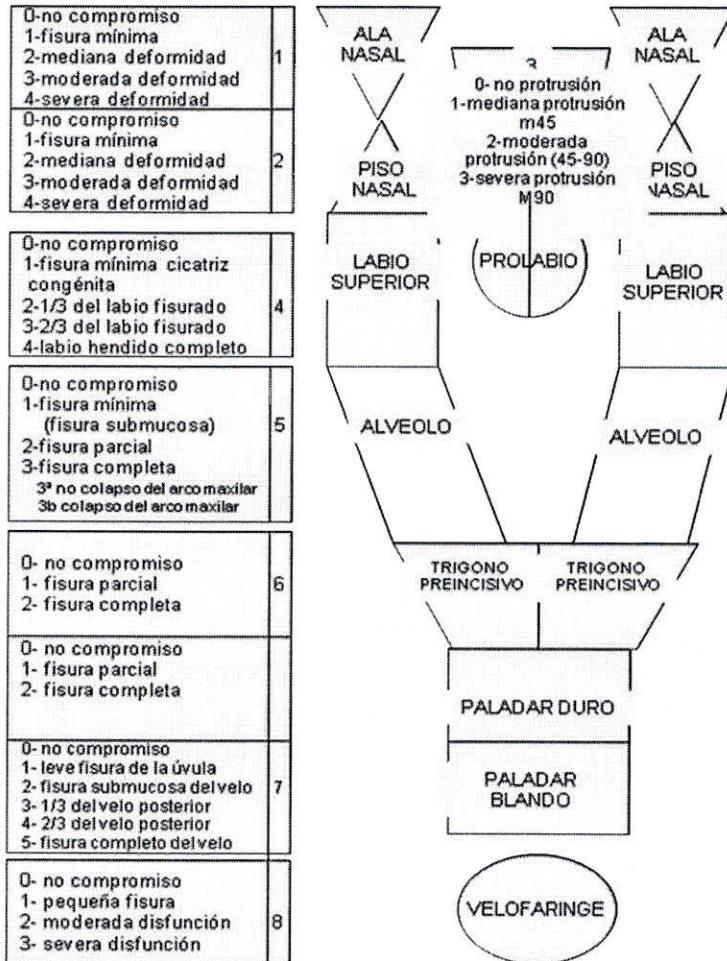 0-no compromiso
1-fisura mínima
2-mediana deformidad
3-moderada deformidad
4-severa deformidad
1
0-no compromiso
1-fisura mínima
2-mediana deformidad
3-moderada deformidad
4-severa deformidad
2
0-no compromiso
1-fisura mínima cicatriz
congénita
2-1/3 del labio fisurado
3-2/3 del labio fisurado
4-labio hendido completo
4
0-no compromiso
1-fisura mínima
(fisura submucosa)
2-fisura parcial
3-fisura completa
3ª no colapso del arco maxilar
3b colapso del arco maxilar
5
0- no compromiso
1- fisura parcial
2- fisura completa
6
0- no compromiso
1- fisura parcial
2- fisura completa
0- no compromiso
1- leve fisura de la úvula
2- fisura submucosa del velo
3- 1/3 del velo posterior
4- 2/3 del velo posterior
5- fisura completo del velo
7
0- no compromiso
1- pequeña fisura
2- moderada disfunción
3- severa disfunción
8
ALA
NASAL
ALA
NASAL
3
0- no protrusión
1-mediana protrusión
m45
2-moderada
protrusión (45-90)
3-severa protrusión
M90
PISO
NASAL
PISO
NASAL
LABIO
SUPERIOR
PROLABIO
LABIO
SUPERIOR
ALVEOLO
ALVEOLO
TRIGONO
PREINCISIVO
TRIGONO
PREINCISIVO
PALADAR DURO
PALADAR
BLANDO
VELOFARINGE